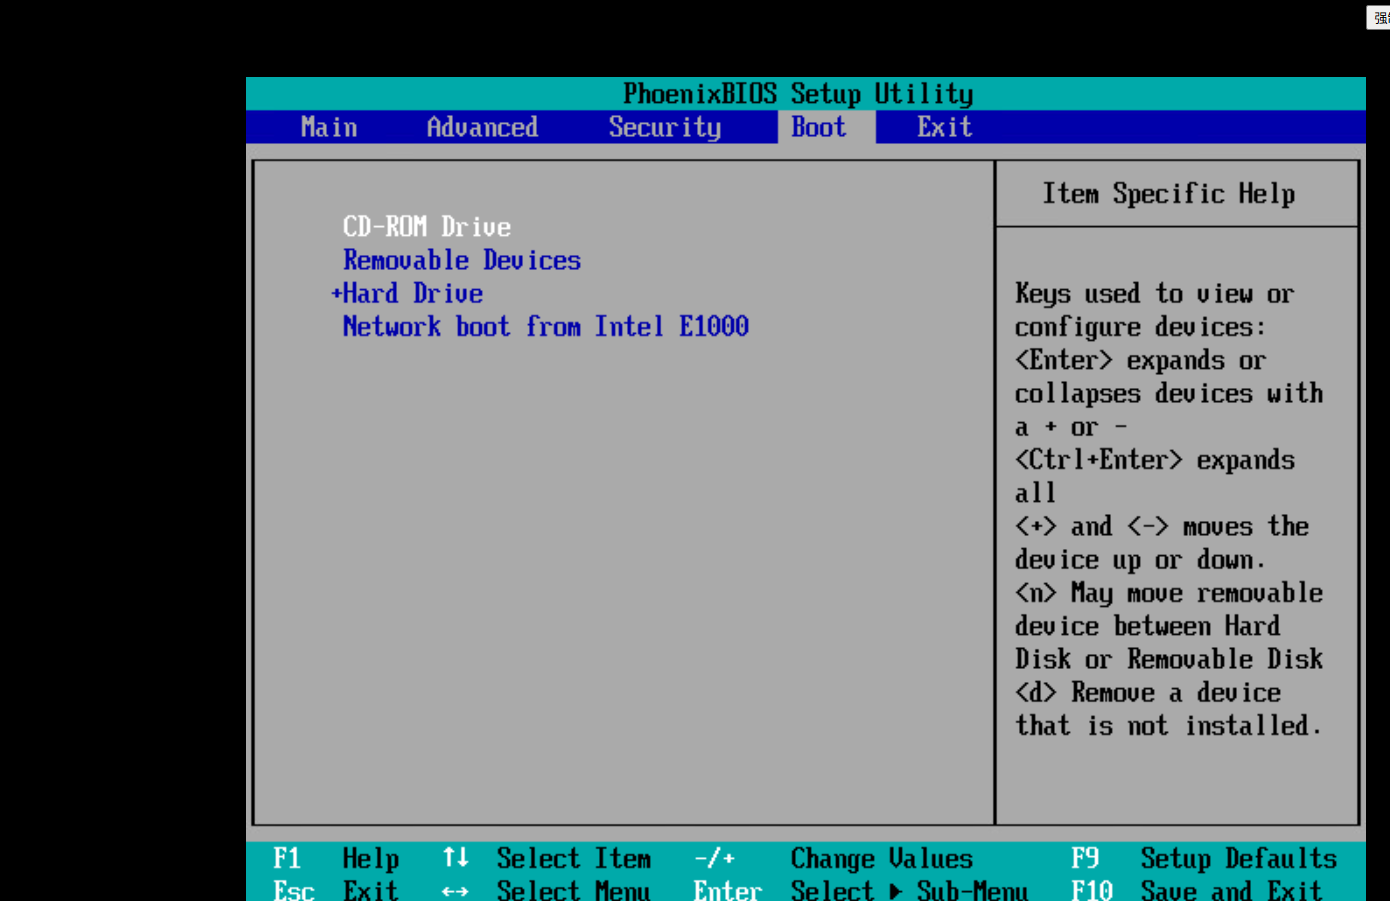 PhoenixBIOS Setup Utility
Main Advanced Security Boot Exit
CD-ROM Drive
Removable Devices
+Hard Drive
Network boot from Intel E1000
Item Specific Help
Keys used to view or
configure devices:
<Enter> expands or
collapses devices with
a + or -
<Ctrl+Enter> expands
all
<+> and <-> moves the
device up or down.
<n> May move removable
device between Hard
Disk or Removable Disk
<d> Remove a device
that is not installed.
F1 Help ↑↓ Select Item -/+ Change Values F9 Setup Defaults
Esc Exit ↔ Select Menu Enter Select ▶ Sub-Menu F10 Save and Exit